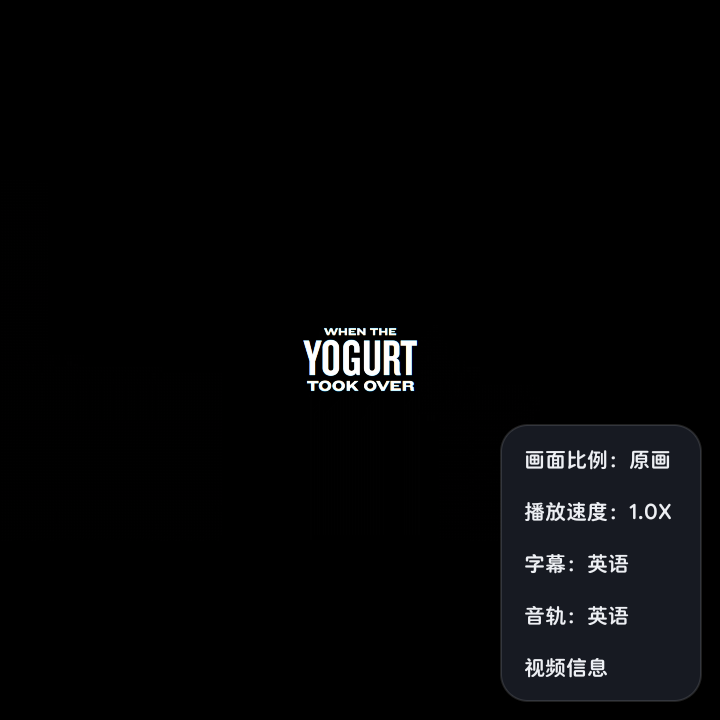 WHEN THE
YOGURT
TOOK OVER
画面比例：原画
播放速度：1.0X
字幕：英语
音轨：英语
视频信息